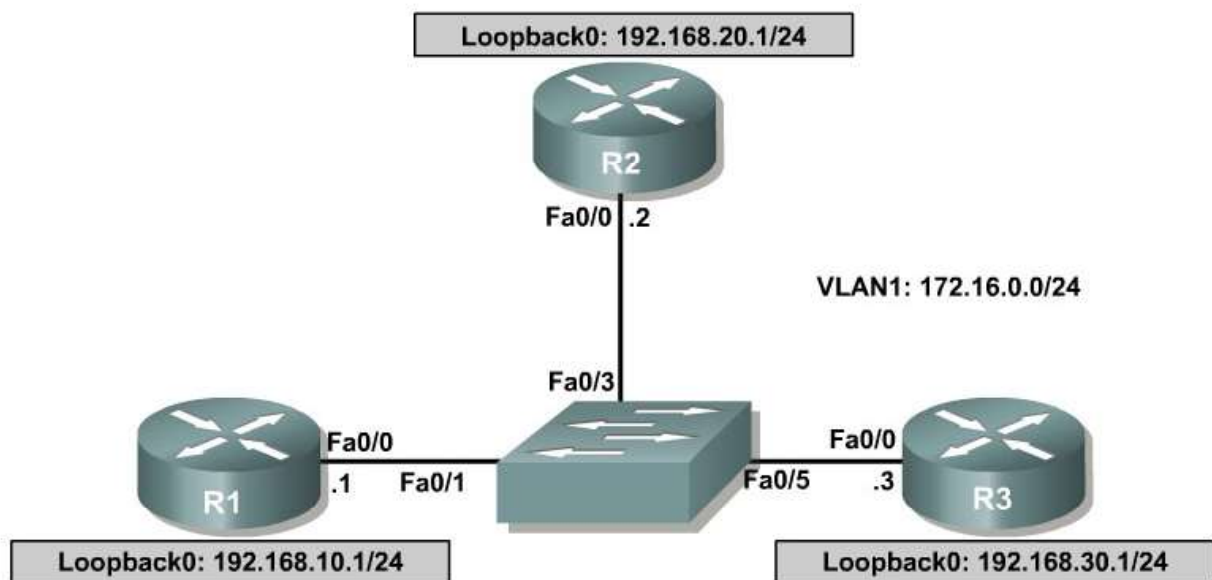 Loopback0: 192.168.20.1/24
R2
Fa0/0 .2
VLAN1: 172.16.0.0/24
Fa0/3
Fa0/0
.1
Fa0/1
R1
Fa0/0
Fa0/5
.3
R3
Loopback0: 192.168.10.1/24
Loopback0: 192.168.30.1/24